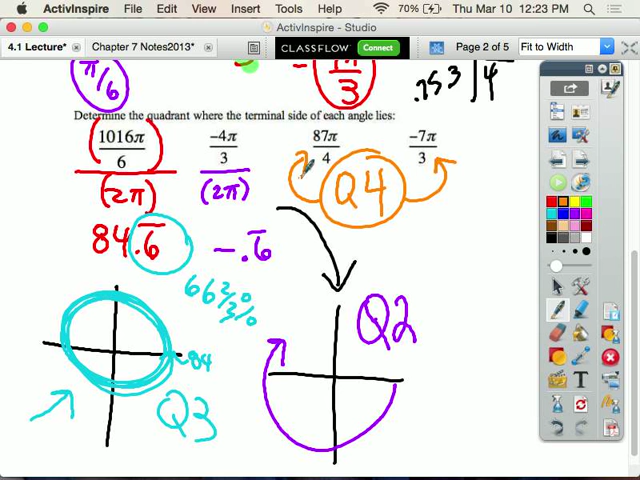 ActivInspire File Edit View Insert Tools Help 70% Thu Mar 10 12:23 PM
ActivInspire - Studio
4.1 Lecture* Chapter 7 Notes2013* CLASSFLOW Connect Page 2 of 5 Fit to Width
π/6 - π/3 .753 4
Determine the quadrant where the terminal side of each angle lies:
(1016π/6) -4π/3 87π/4 -7π/3
(2π) (2π) Q4
84.6̅ -.6̅
66 2/3 %
Q2
84
Q3